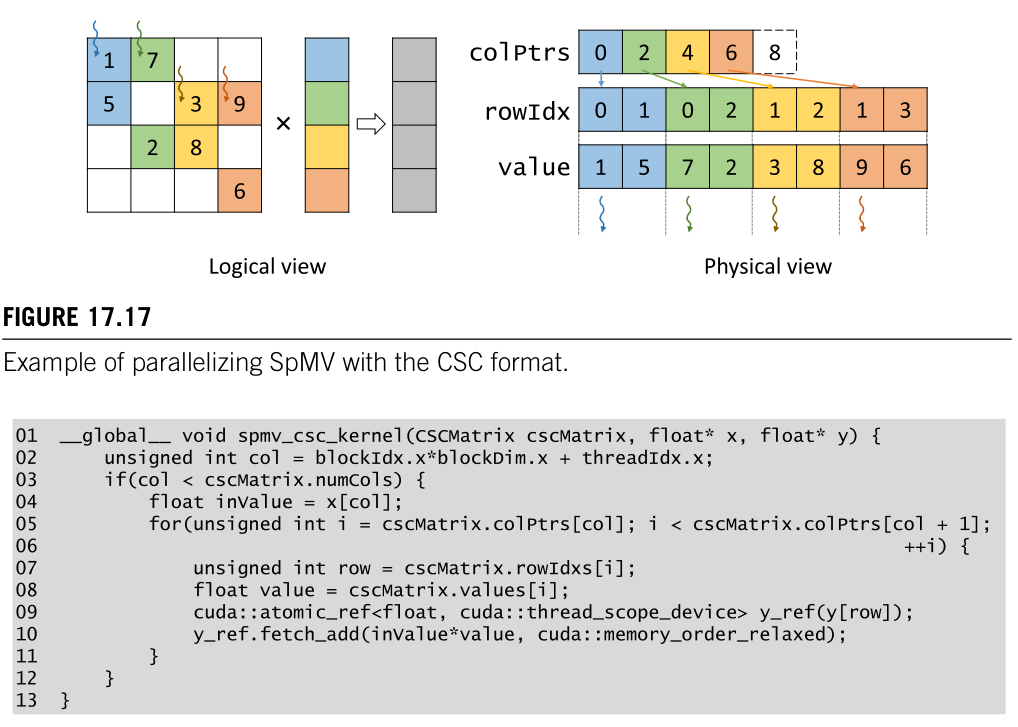 1 7
5 3 9
2 8
6
×
Logical view
colPtrs 0 2 4 6 8
rowIdx 0 1 0 2 1 2 1 3
value 1 5 7 2 3 8 9 6
Physical view
FIGURE 17.17
Example of parallelizing SpMV with the CSC format.
01 __global__ void spmv_csc_kernel(CSCMatrix cscMatrix, float* x, float* y) {
02     unsigned int col = blockIdx.x*blockDim.x + threadIdx.x;
03     if(col < cscMatrix.numCols) {
04         float inValue = x[col];
05         for(unsigned int i = cscMatrix.colPtrs[col]; i < cscMatrix.colPtrs[col + 1];
06                                                                             ++i) {
07             unsigned int row = cscMatrix.rowIdxs[i];
08             float value = cscMatrix.values[i];
09             cuda::atomic_ref<float, cuda::thread_scope_device> y_ref(y[row]);
10             y_ref.fetch_add(inValue*value, cuda::memory_order_relaxed);
11         }
12     }
13 }